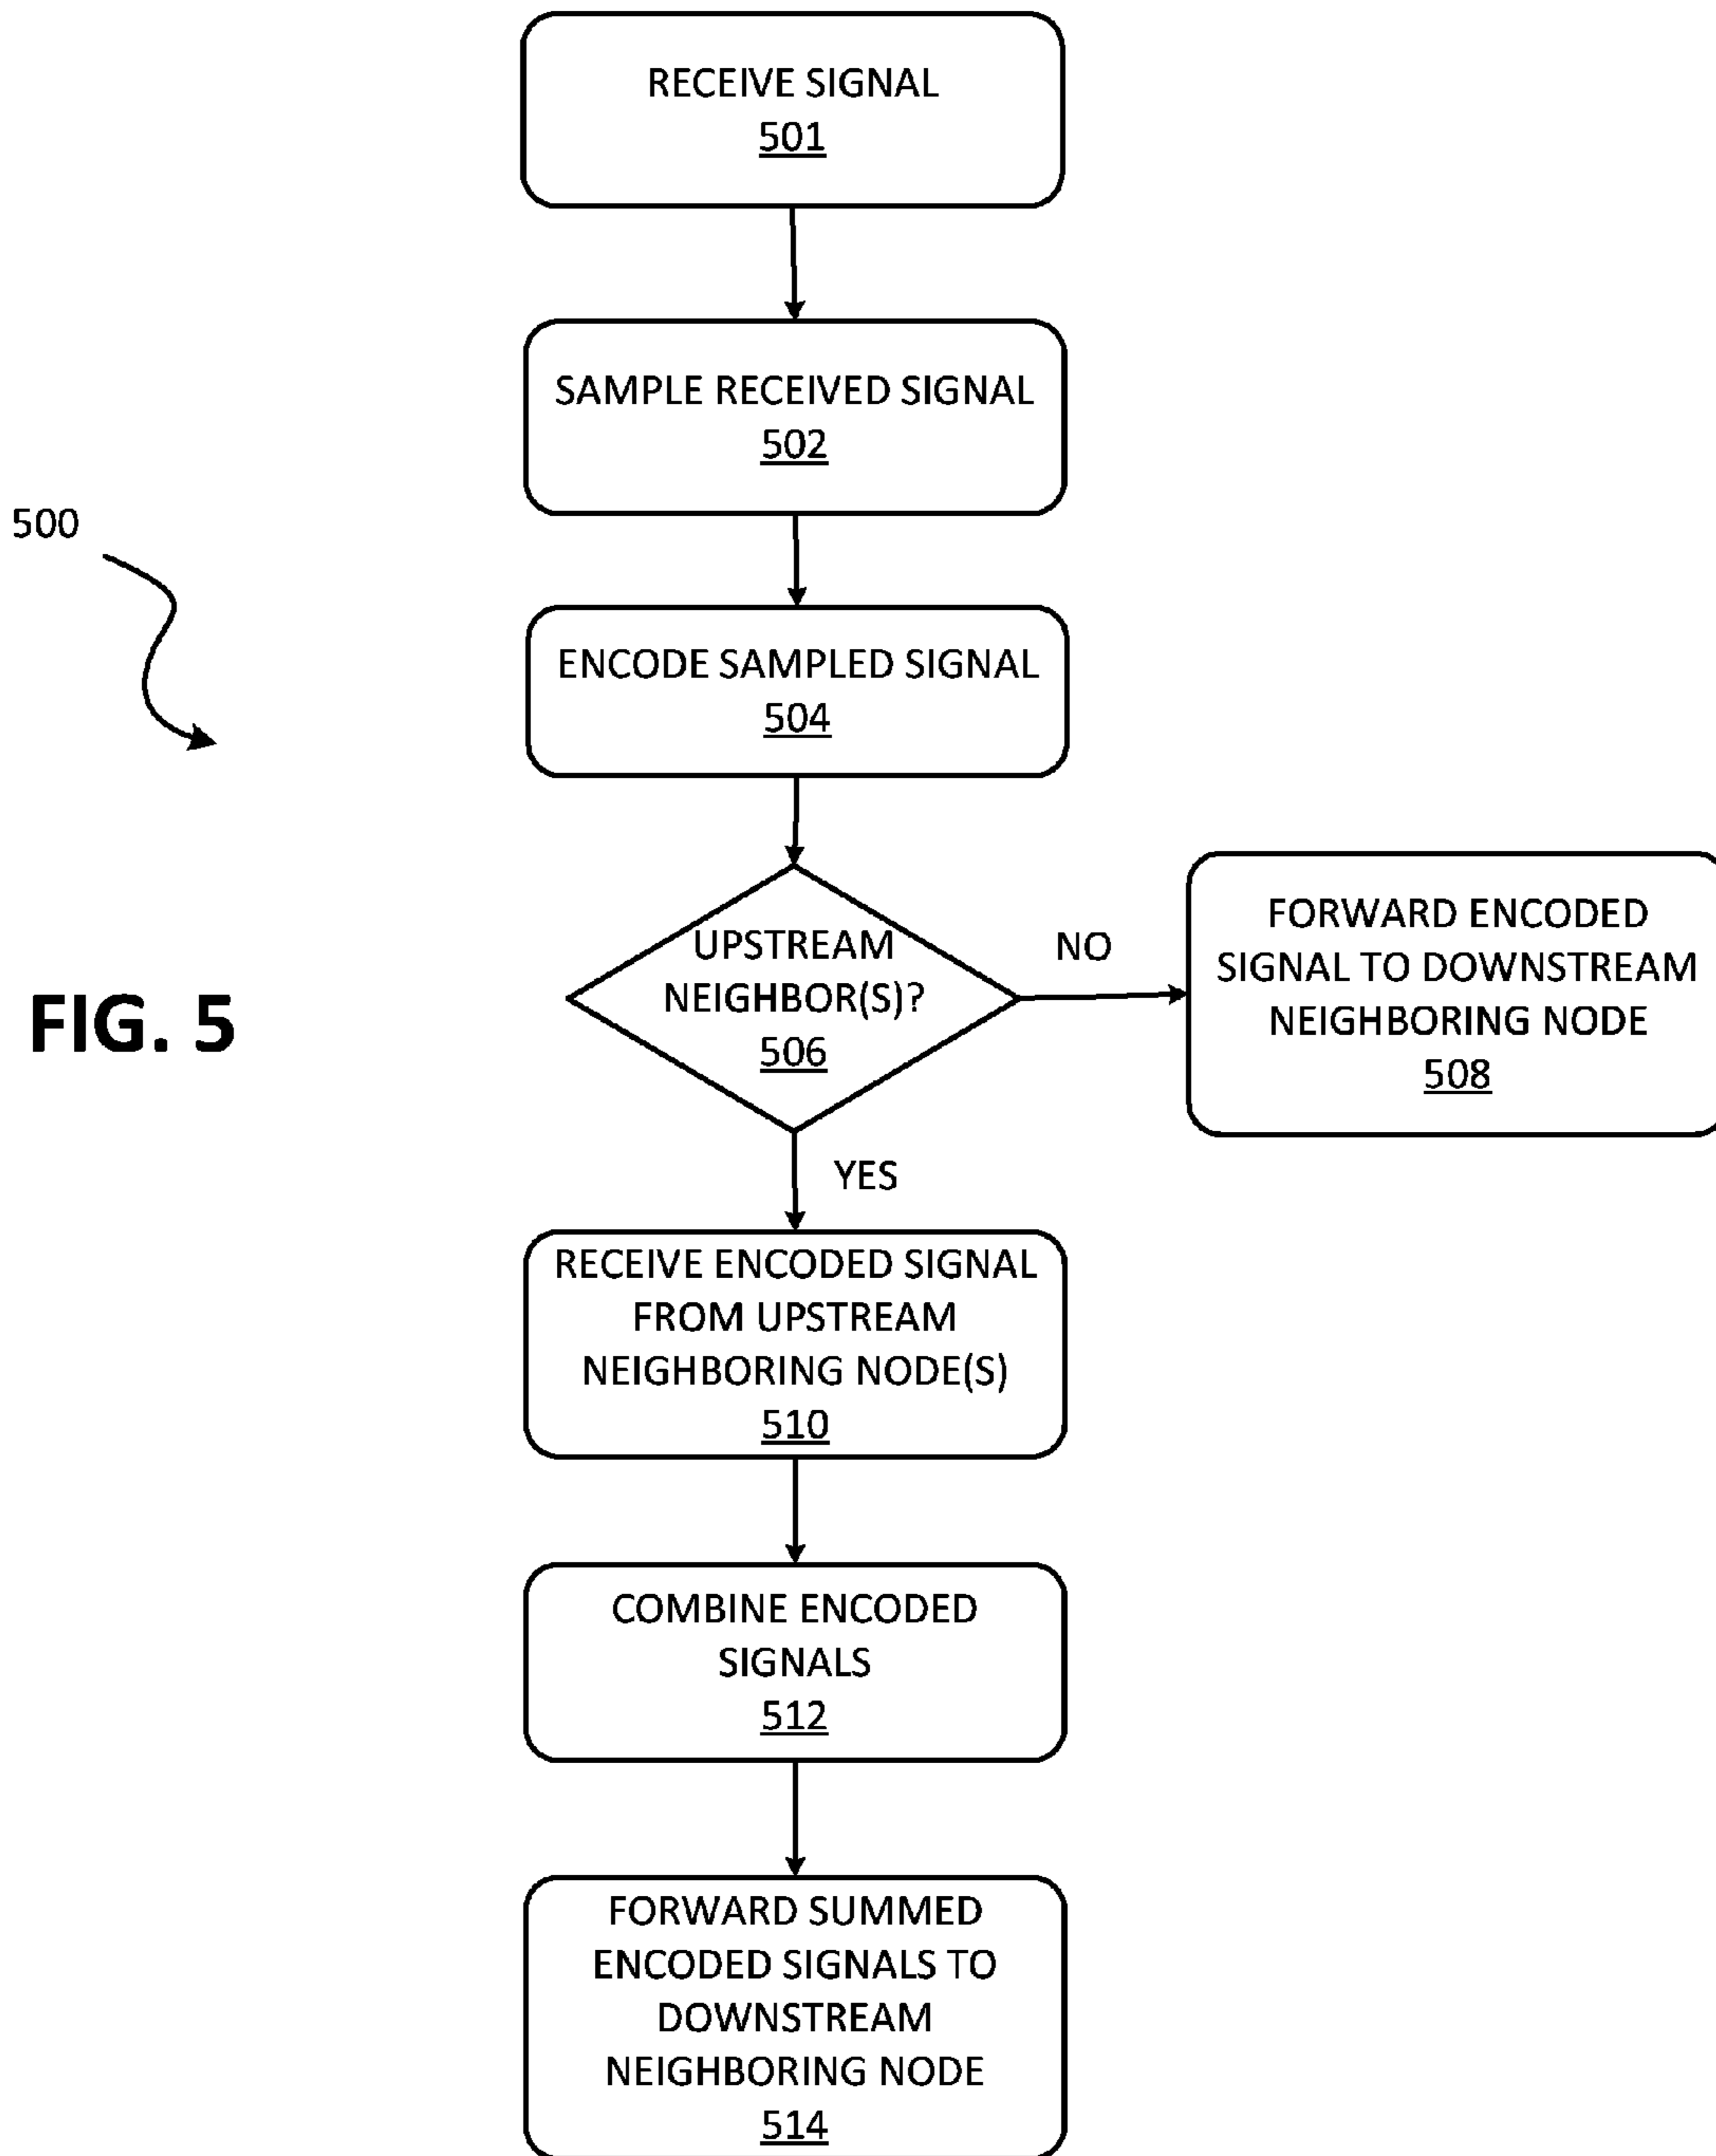 RECEIVE SIGNAL
501
SAMPLE RECEIVED SIGNAL
502
500
ENCODE SAMPLED SIGNAL
504
UPSTREAM
NEIGHBOR(S)?
506
NO
FORWARD ENCODED
SIGNAL TO DOWNSTREAM
NEIGHBORING NODE
508
FIG. 5
YES
RECEIVE ENCODED SIGNAL
FROM UPSTREAM
NEIGHBORING NODE(S)
510
COMBINE ENCODED
SIGNALS
512
FORWARD SUMMED
ENCODED SIGNALS TO
DOWNSTREAM
NEIGHBORING NODE
514